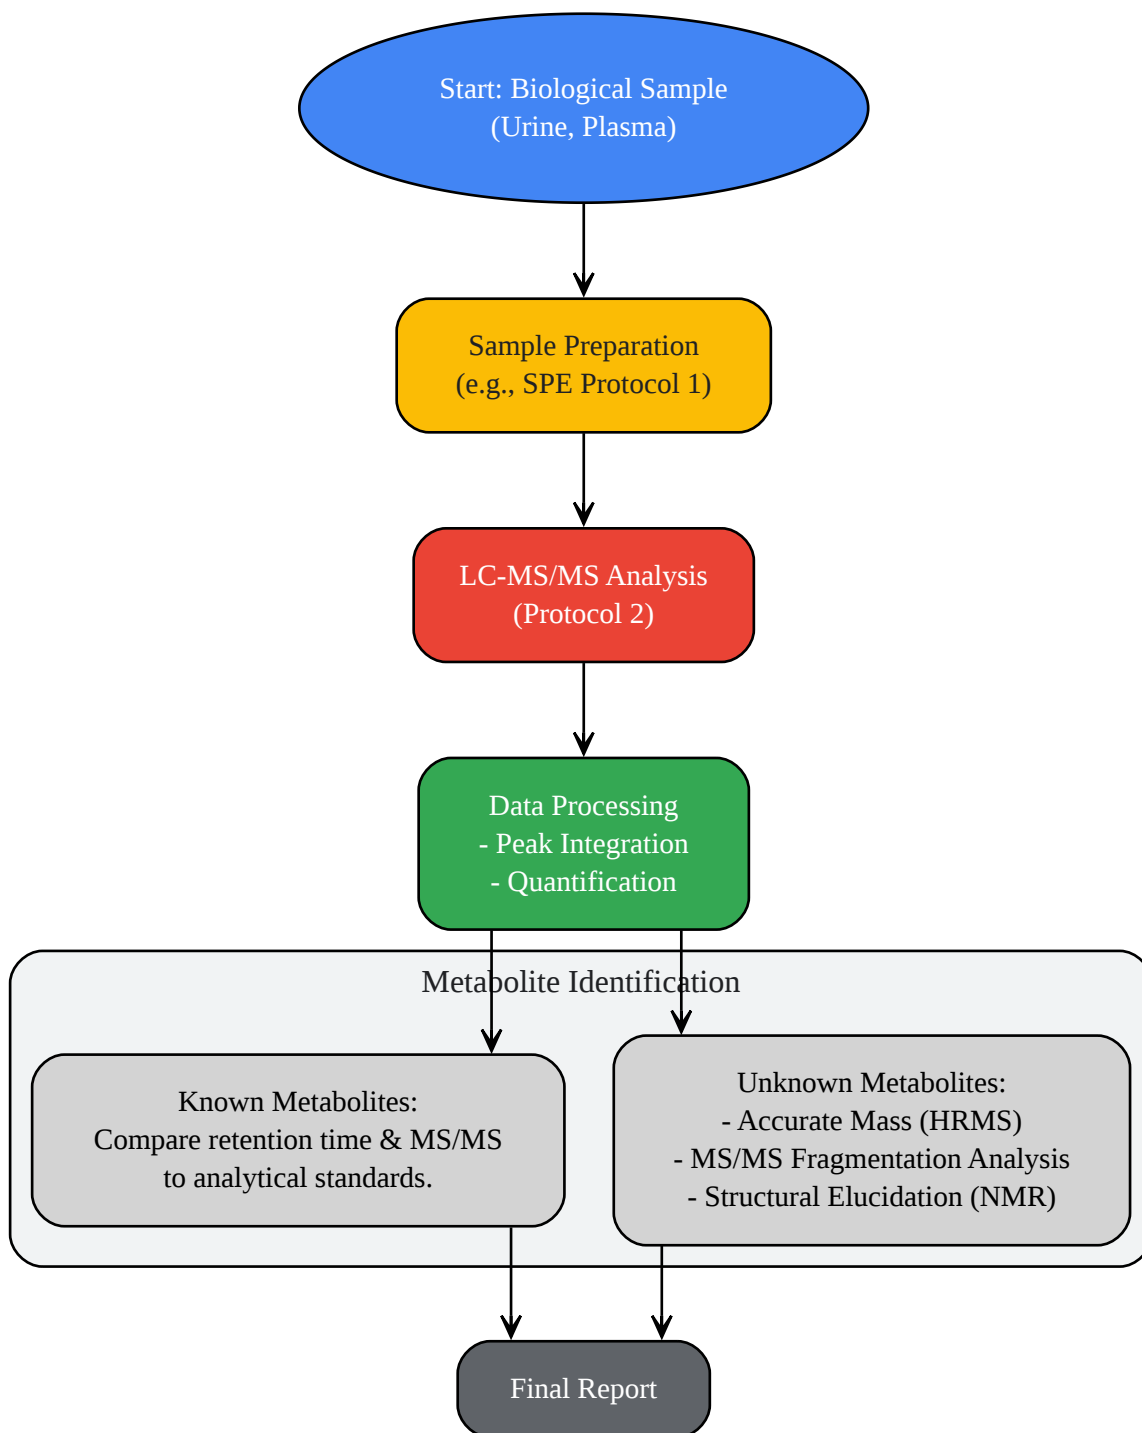 Start: Biological Sample
(Urine, Plasma)
Sample Preparation
(e.g., SPE Protocol 1)
LC-MS/MS Analysis
(Protocol 2)
Data Processing
- Peak Integration
- Quantification
Metabolite Identification
Known Metabolites:
Compare retention time & MS/MS
to analytical standards.
Unknown Metabolites:
- Accurate Mass (HRMS)
- MS/MS Fragmentation Analysis
- Structural Elucidation (NMR)
Final Report